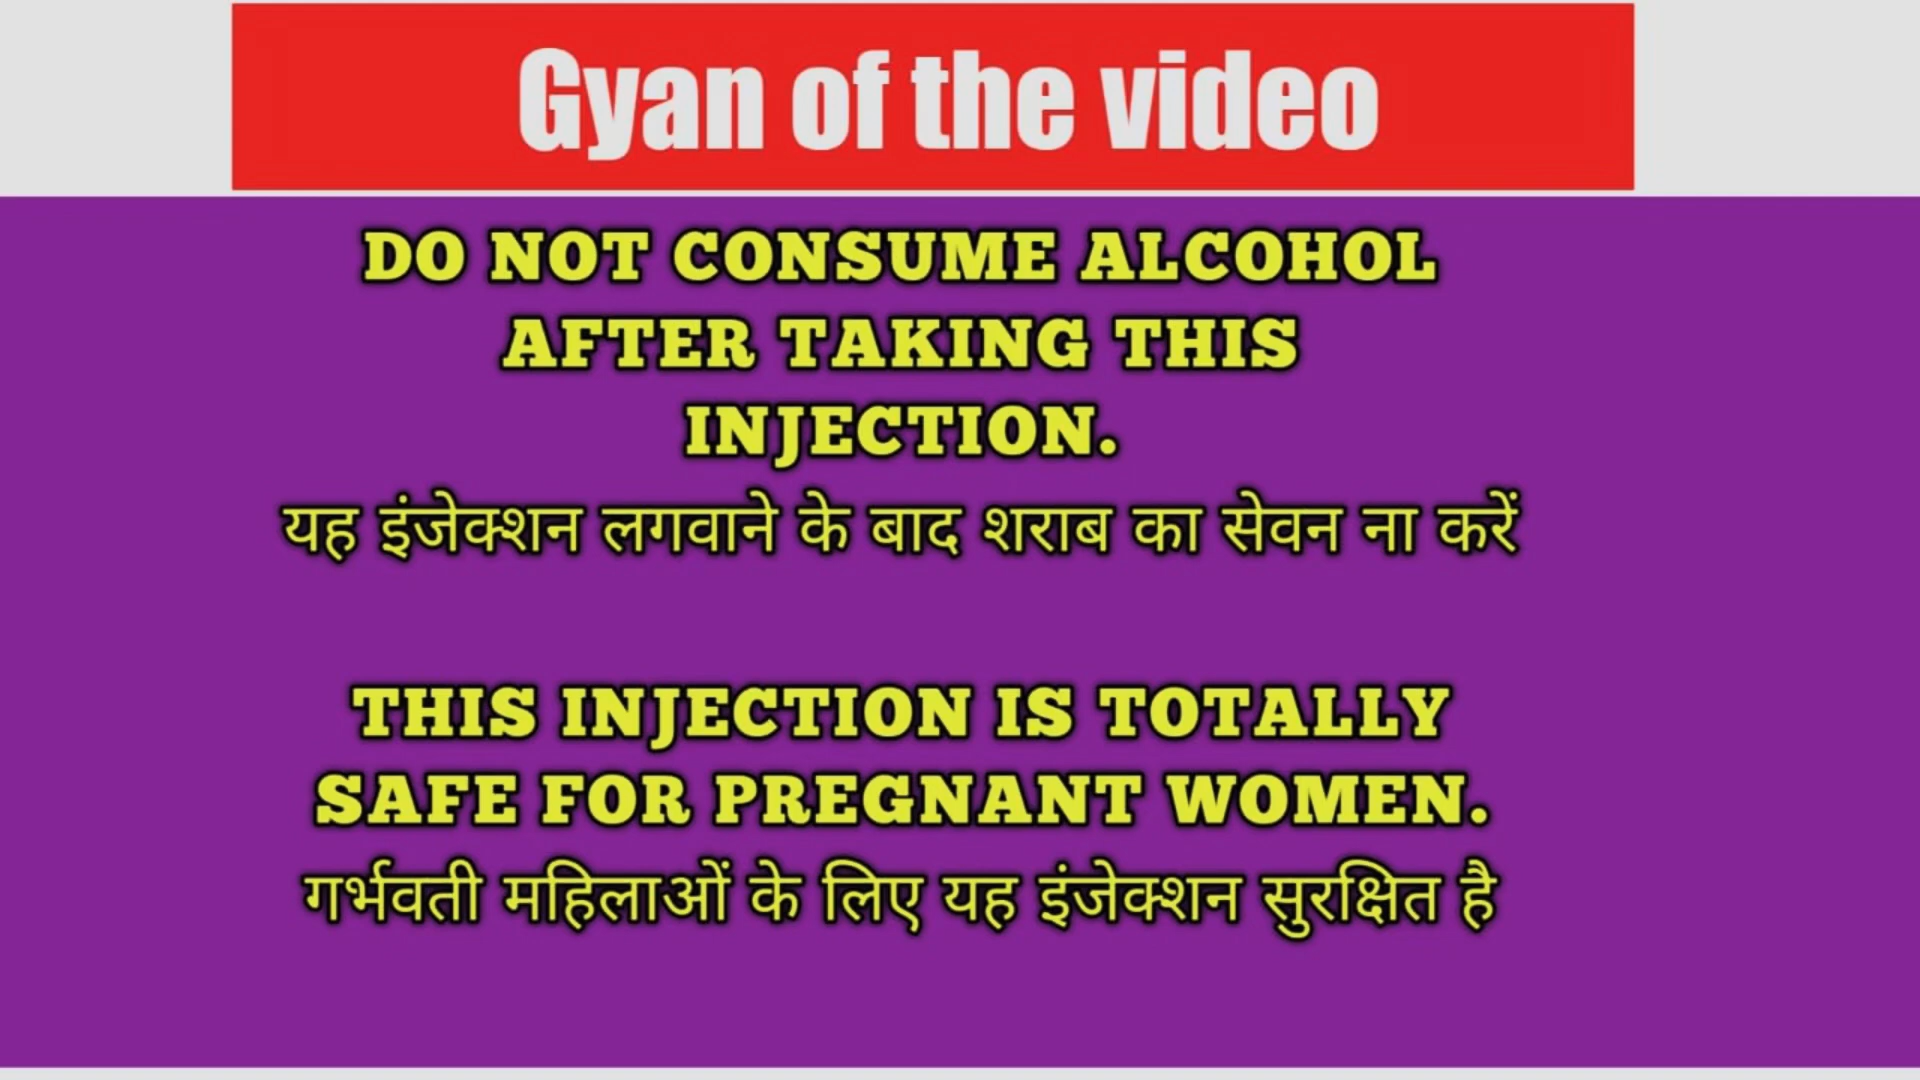 Gyan of the video
DO NOT CONSUME ALCOHOL
AFTER TAKING THIS
INJECTION.
यह इंजेक्शन लगवाने के बाद शराब का सेवन ना करें
THIS INJECTION IS TOTALLY
SAFE FOR PREGNANT WOMEN.
गर्भवती महिलाओं के लिए यह इंजेक्शन सुरक्षित है